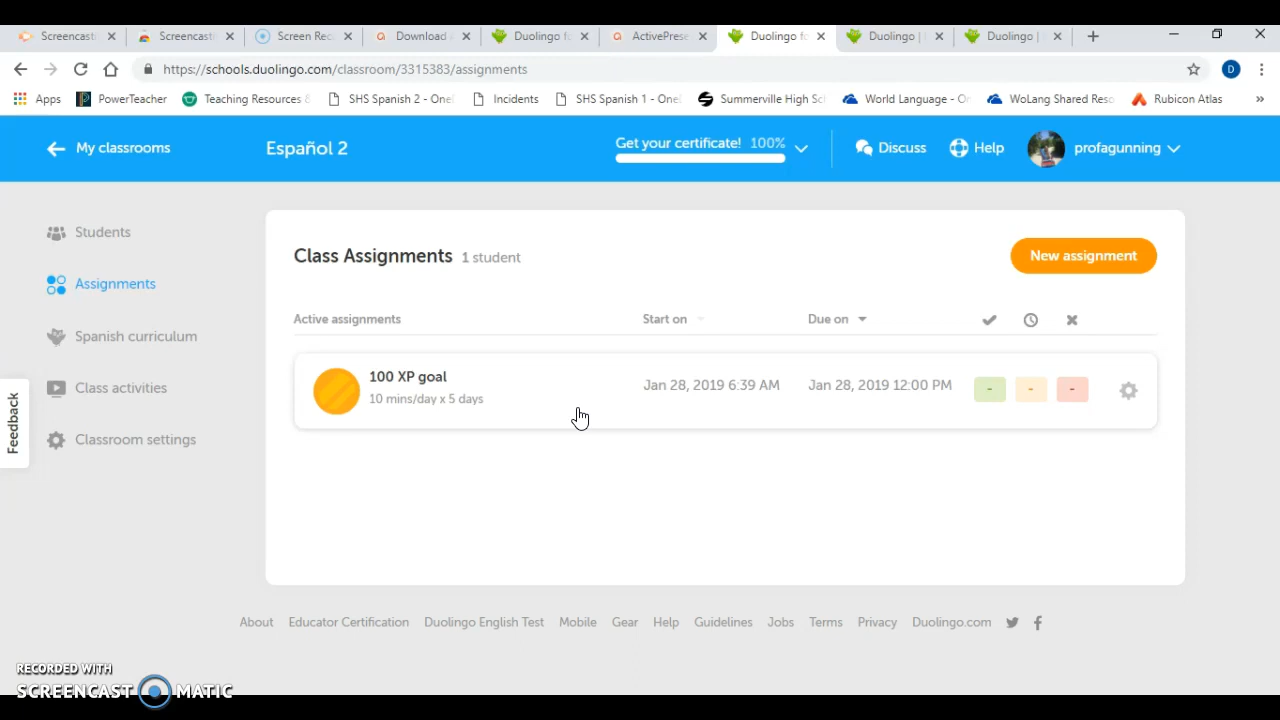 Screencast
Screencast
Screen Rec
Download
Duolingo fo
ActivePrese
Duolingo fo
Duolingo |
Duolingo |
https://schools.duolingo.com/classroom/3315383/assignments
Apps
PowerTeacher
Teaching Resources
SHS Spanish 2 - One
Incidents
SHS Spanish 1 - One
Summerville High Sc
World Language - O
WoLang Shared Reso
Rubicon Atlas
»
My classrooms
Español 2
Get your certificate! 100%
Discuss
Help
profagunning
Students
Assignments
Spanish curriculum
Class activities
Classroom settings
Feedback
Class Assignments 1 student
New assignment
Active assignments
Start on
Due on
100 XP goal
10 mins/day x 5 days
Jan 28, 2019 6:39 AM
Jan 28, 2019 12:00 PM
- - -
About Educator Certification Duolingo English Test Mobile Gear Help Guidelines Jobs Terms Privacy Duolingo.com
RECORDED WITH
SCREENCAST MATIC